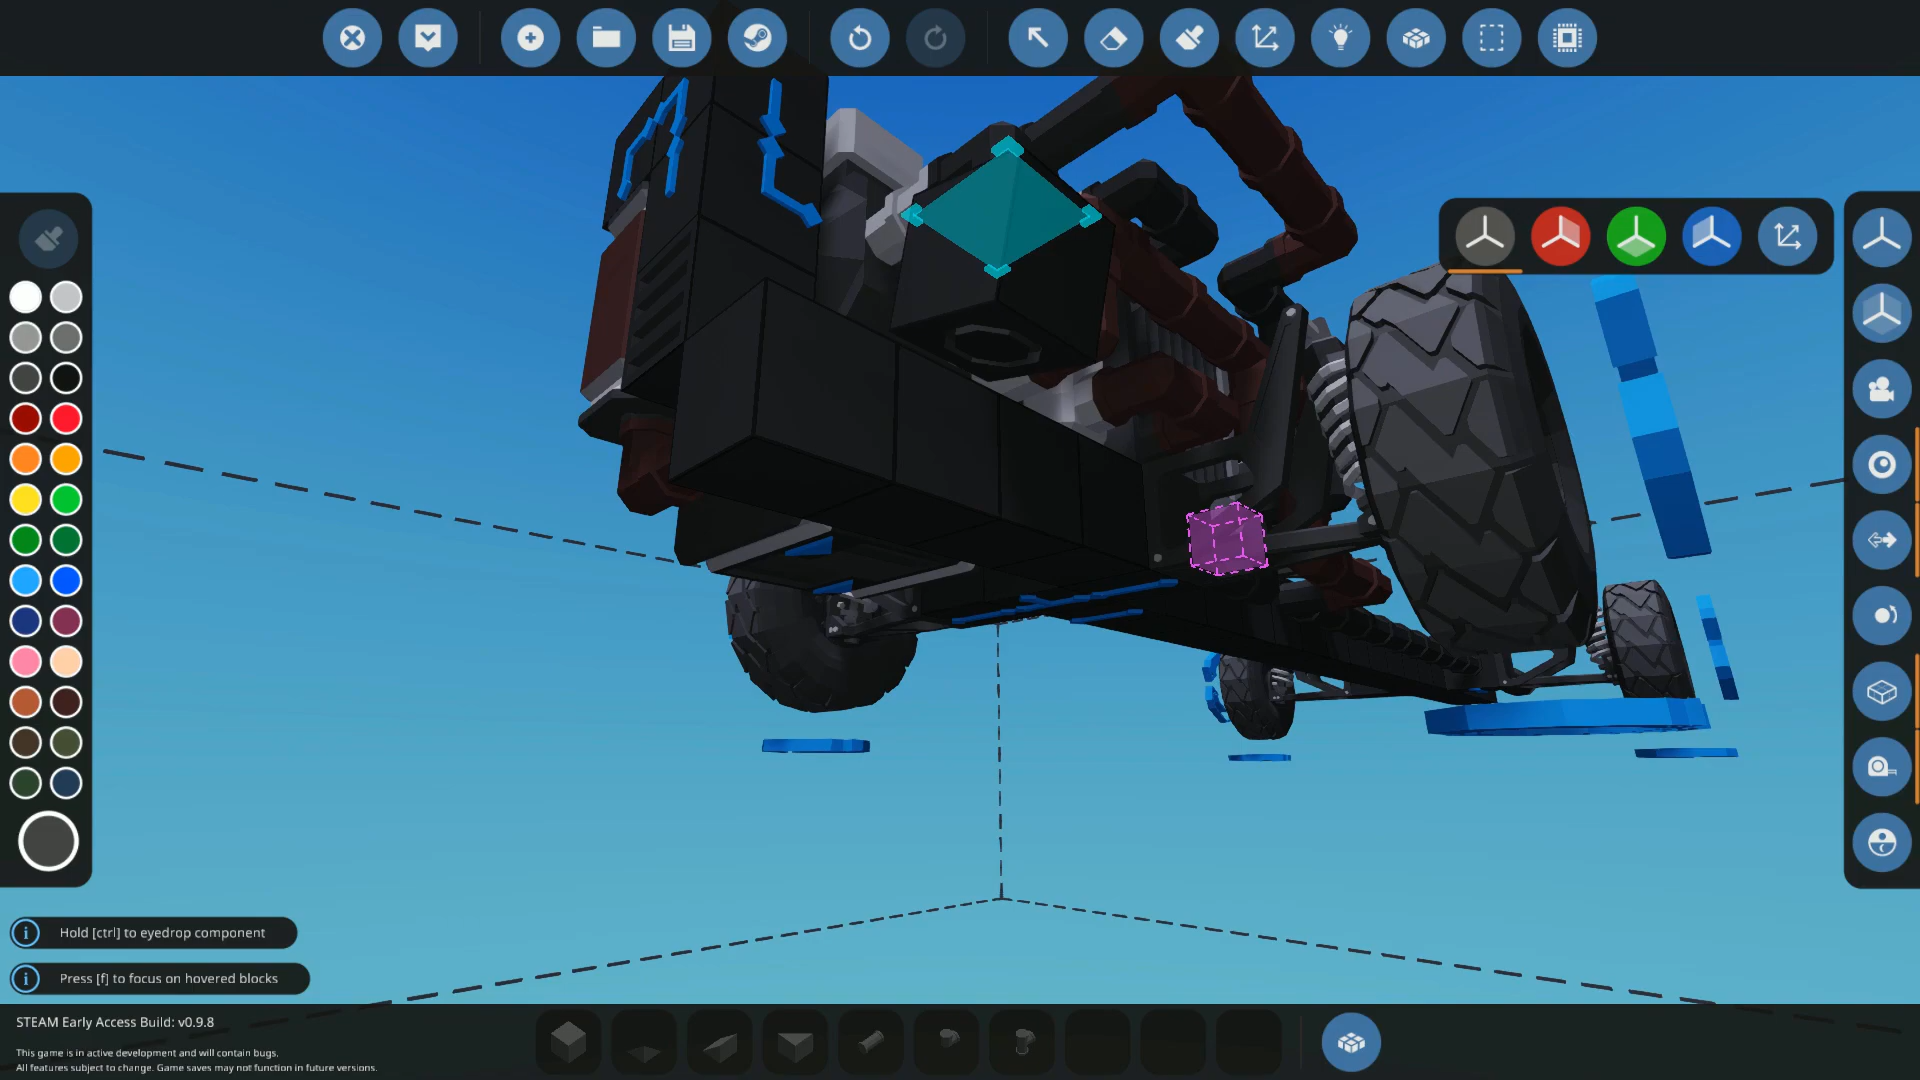 Hold [ctrl] to eyedrop component
Press [f] to focus on hovered blocks
STEAM Early Access Build: v0.9.8
This game is in active development and will contain bugs.
All features subject to change. Game saves may not function in future versions.